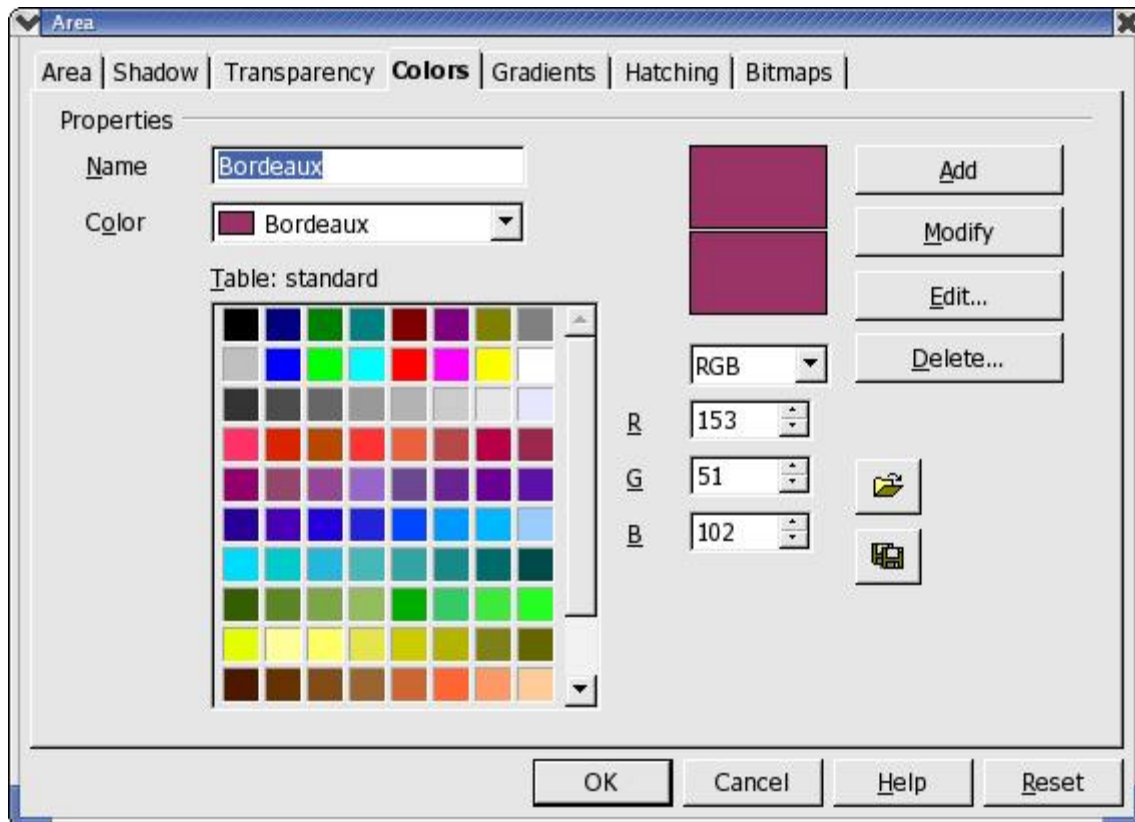 Area
Area Shadow Transparency Colors Gradients Hatching Bitmaps
Properties
Name Bordeaux Add
Color Bordeaux Modify
Table: standard Edit...
RGB Delete...
R 153
G 51
B 102
OK Cancel Help Reset